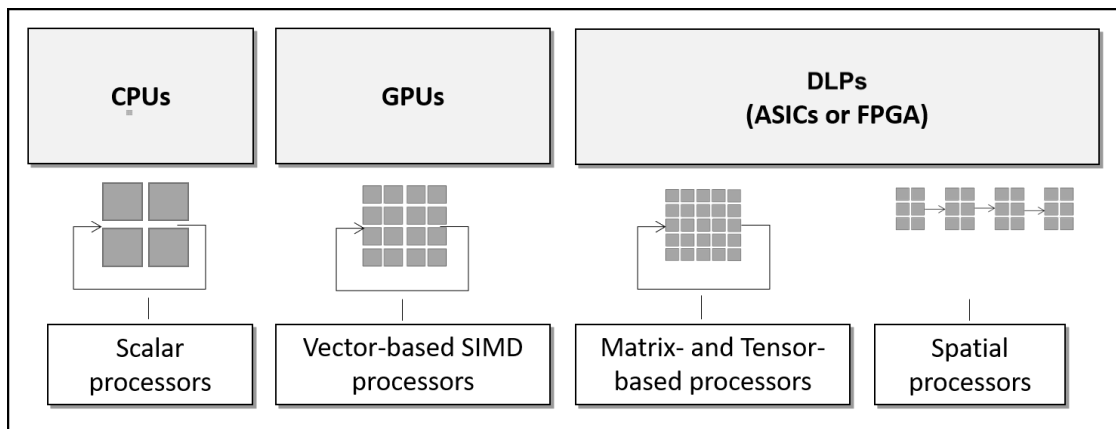 CPUs
GPUs
DLPs
(ASICs or FPGA)
Scalar
processors
Vector-based SIMD
processors
Matrix- and Tensor-
based processors
Spatial
processors